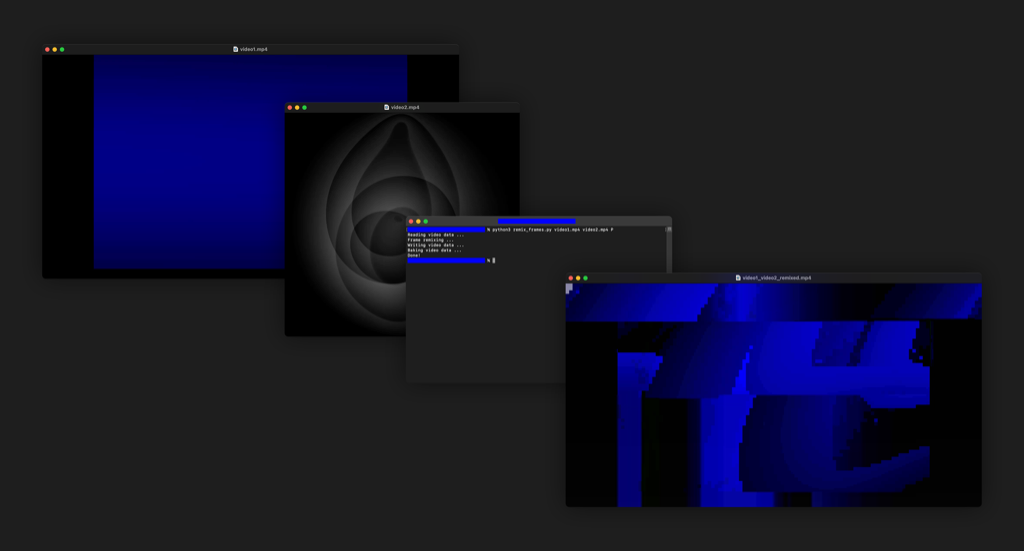 video1.mp4
video2.mp4
% python3 remix_frames.py video1.mp4 video2.mp4 F
Reading video data ...
Frame remixing ...
Writing video data ...
Baking video data ...
Done!
%
video1_video2_remixed.mp4